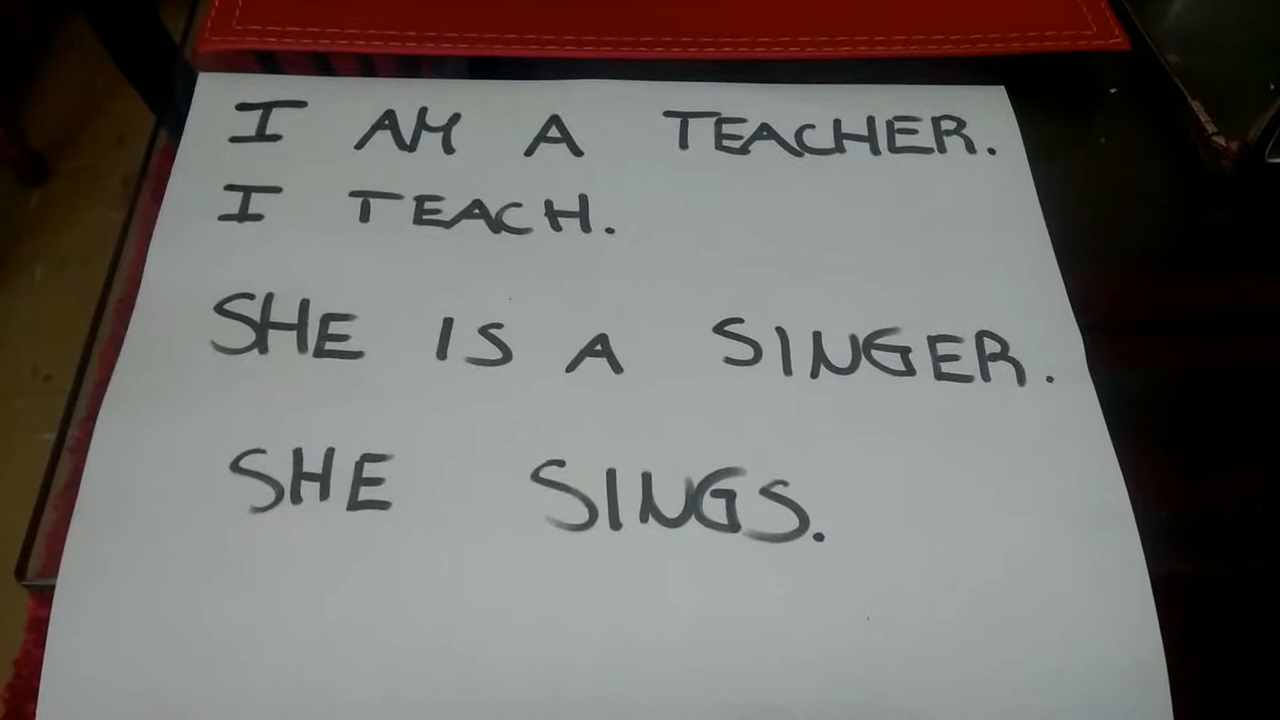 I AM A TEACHER.
I TEACH.
SHE IS A SINGER.
SHE SINGS.